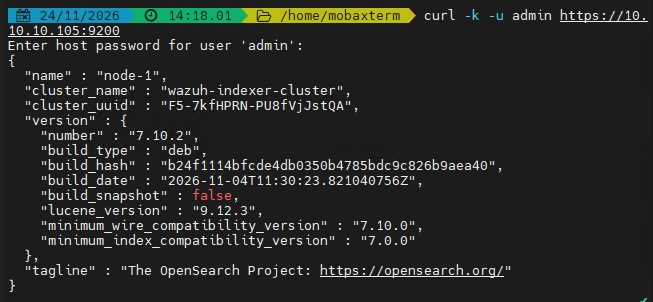 24/11/2026 14:18.01 /home/mobaxterm curl -k -u admin https://10.
10.10.105:9200
Enter host password for user 'admin':
{
  "name" : "node-1",
  "cluster_name" : "wazuh-indexer-cluster",
  "cluster_uuid" : "F5-7kfHPRN-PU8fVjJstQA",
  "version" : {
    "number" : "7.10.2",
    "build_type" : "deb",
    "build_hash" : "b24f1114bfcde4db0350b4785bdc9c826b9aea40",
    "build_date" : "2026-11-04T11:30:23.821040756Z",
    "build_snapshot" : false,
    "lucene_version" : "9.12.3",
    "minimum_wire_compatibility_version" : "7.10.0",
    "minimum_index_compatibility_version" : "7.0.0"
  },
  "tagline" : "The OpenSearch Project: https://opensearch.org/"
}